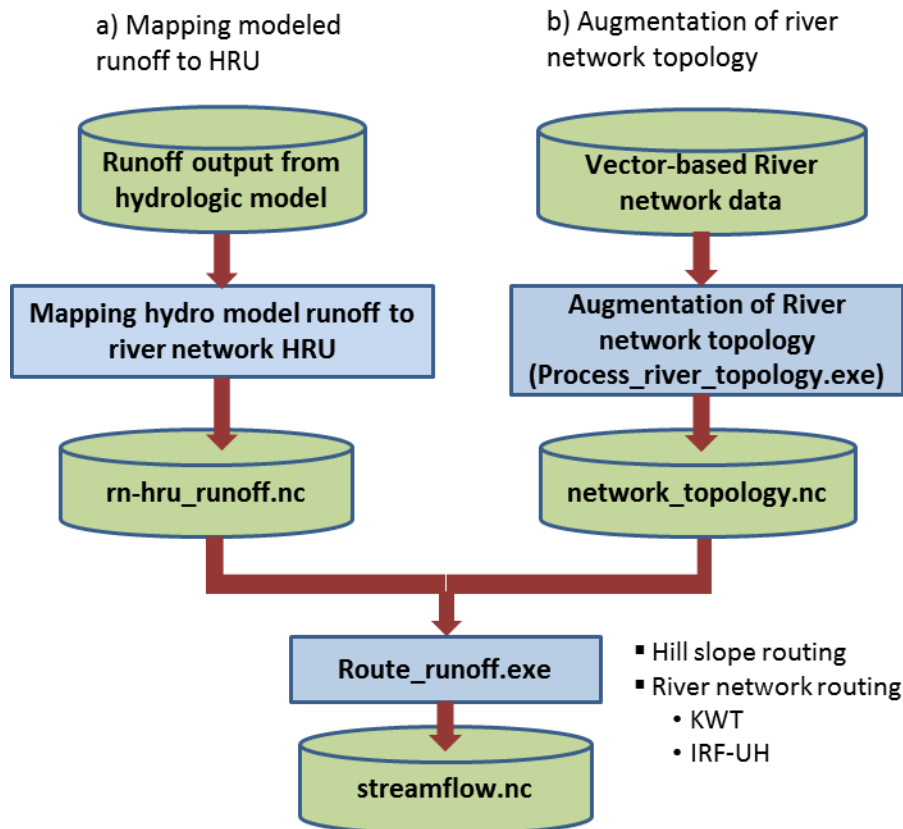 a) Mapping modeled
runoff to HRU
Runoff output from
hydrologic model
Mapping hydro model runoff to
river network HRU
rn-hru_runoff.nc
b) Augmentation of river
network topology
Vector-based River
network data
Augmentation of River
network topology
(Process_river_topology.exe)
network_topology.nc
Route_runoff.exe
▪ Hill slope routing
▪ River network routing
• KWT
• IRF-UH
streamflow.nc